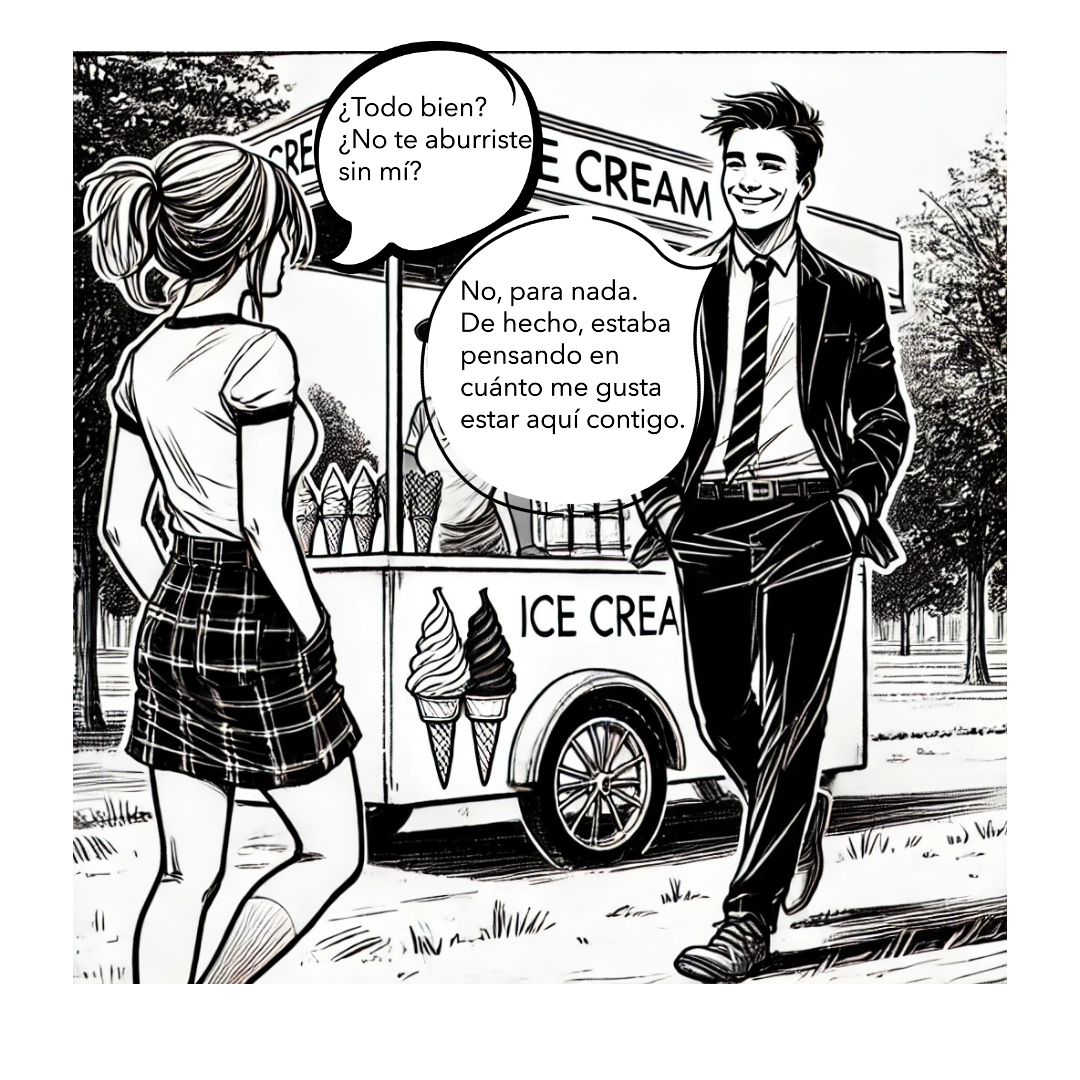 ¿Todo bien?
¿No te aburriste
sin mí?
CRE
E CREAM
No, para nada.
De hecho, estaba
pensando en
cuánto me gusta
estar aquí contigo.
ICE CREA